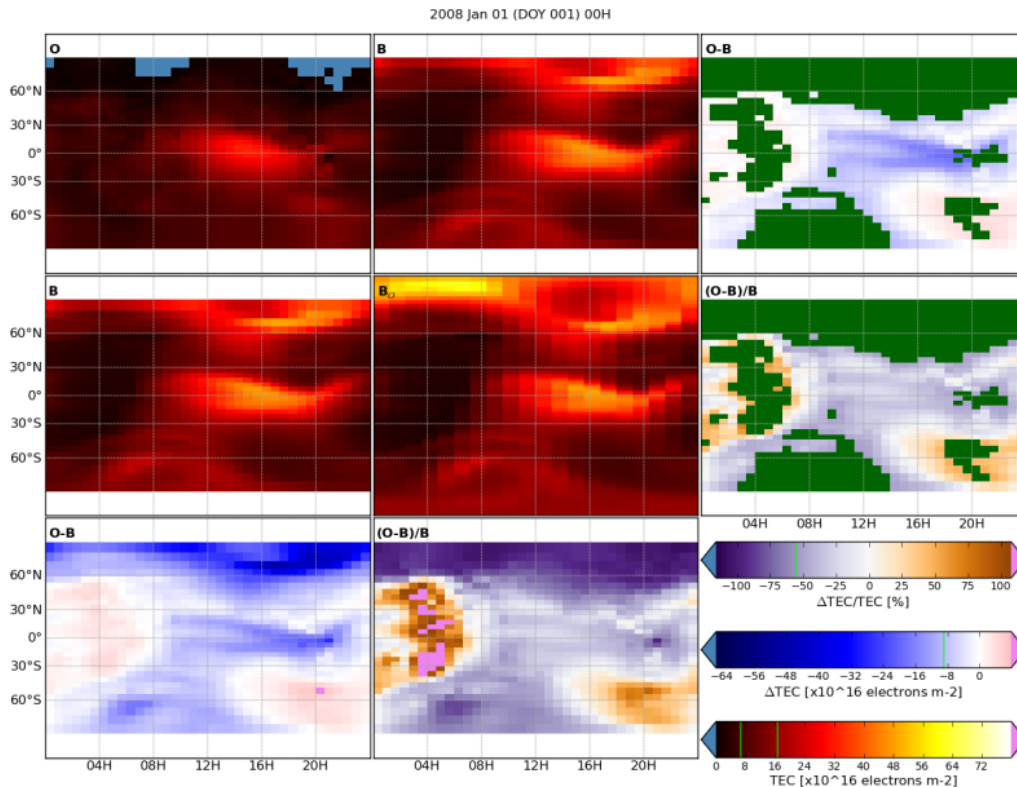 2008 Jan 01 (DOY 001) 00H
O
B
O-B
60°N
30°N
0°
30°S
60°S
B
B_O
(O-B)/B
60°N
30°N
0°
30°S
60°S
04H 08H 12H 16H 20H
O-B
(O-B)/B
60°N
30°N
0°
30°S
60°S
04H 08H 12H 16H 20H
04H 08H 12H 16H 20H
−100 −75 −50 −25 0 25 50 75 100
ΔTEC/TEC [%]
−64 −56 −48 −40 −32 −24 −16 −8 0
ΔTEC [x10^16 electrons m-2]
0 8 16 24 32 40 48 56 64 72
TEC [x10^16 electrons m-2]